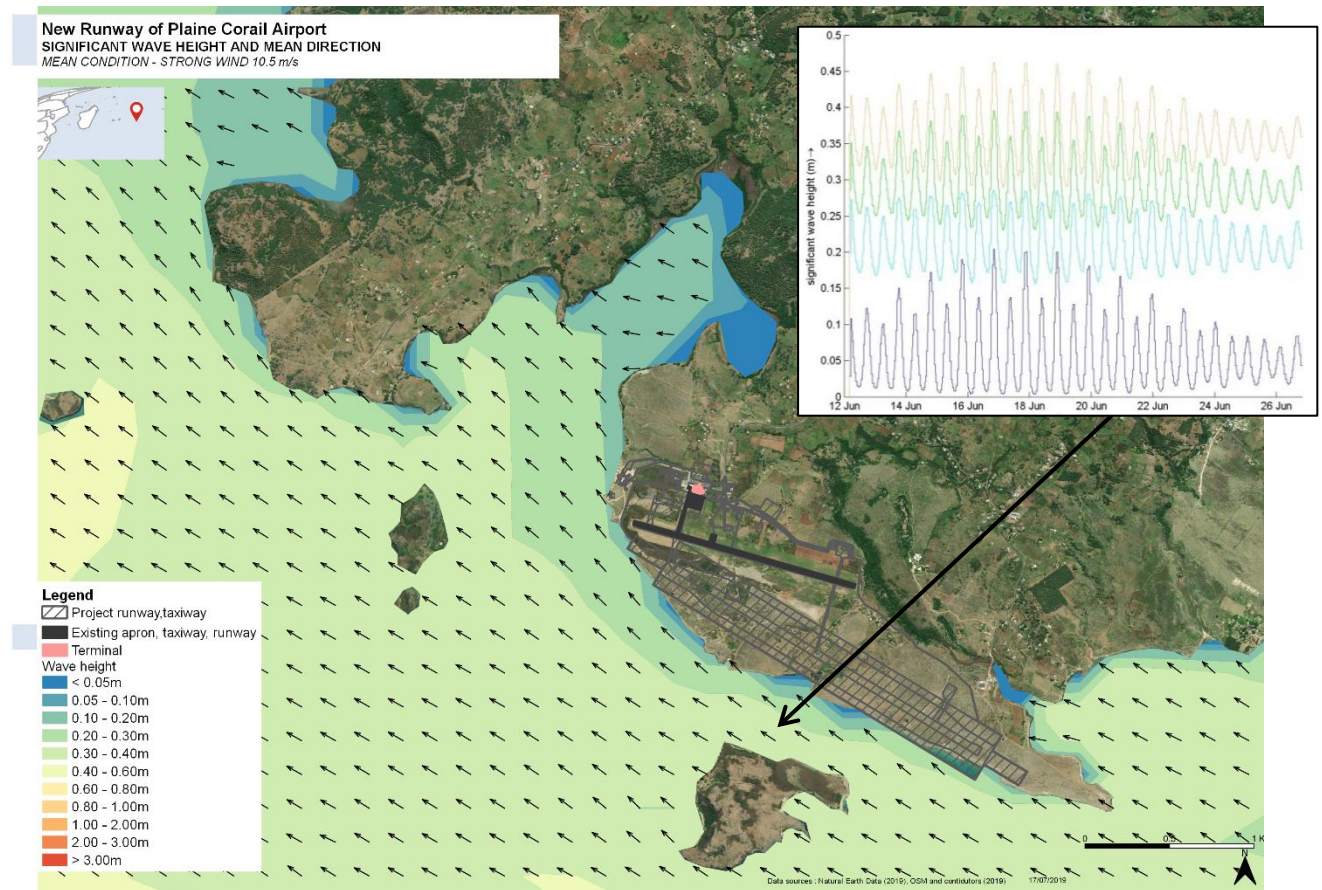 New Runway of Plaine Corail Airport
SIGNIFICANT WAVE HEIGHT AND MEAN DIRECTION
MEAN CONDITION - STRONG WIND 10.5 m/s
0.5
0.45
0.4
0.35
0.3
0.25
0.2
0.15
0.1
0.05
0
significant wave height (m) →
12 Jun 14 Jun 16 Jun 18 Jun 20 Jun 22 Jun 24 Jun 26 Jun
Legend
Project runway,taxiway
Existing apron, taxiway, runway
Terminal
Wave height
< 0.05m
0.05 - 0.10m
0.10 - 0.20m
0.20 - 0.30m
0.30 - 0.40m
0.40 - 0.60m
0.60 - 0.80m
0.80 - 1.00m
1.00 - 2.00m
2.00 - 3.00m
> 3.00m
0 0.5 1 K
N
Data sources : Natural Earth Data (2019), OSM and contidutors (2019) 17/07/2019